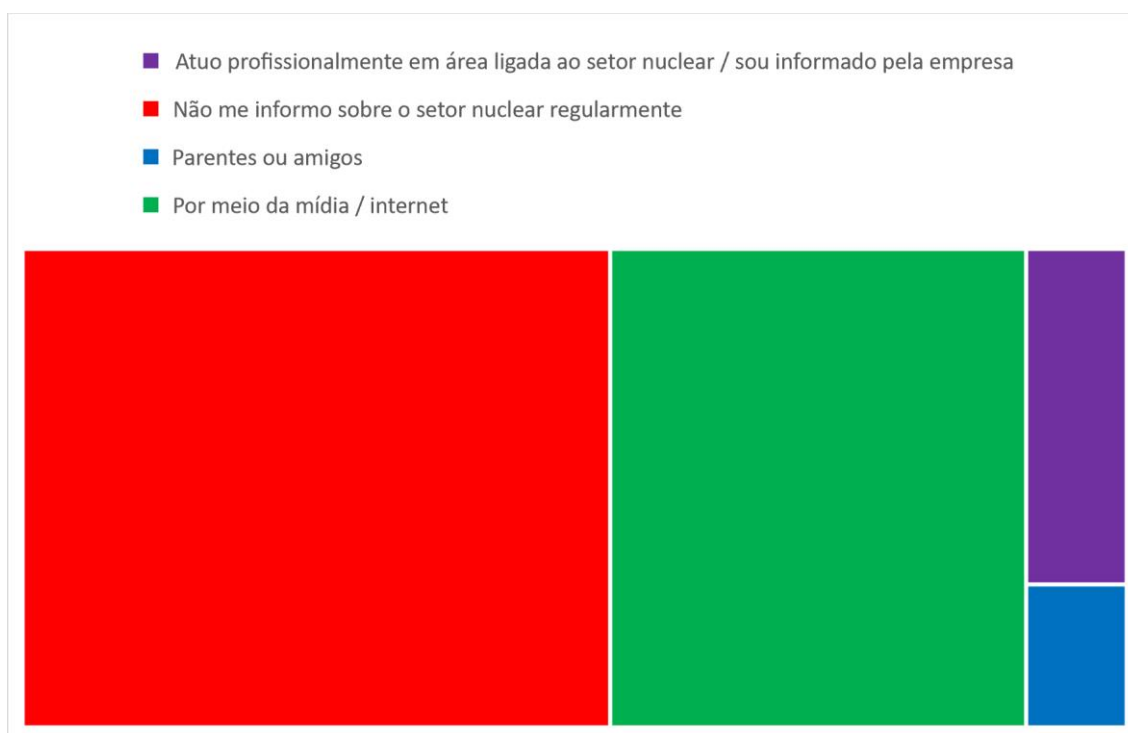 Atuo profissionalmente em área ligada ao setor nuclear / sou informado pela empresa
Não me informo sobre o setor nuclear regularmente
Parentes ou amigos
Por meio da mídia / internet